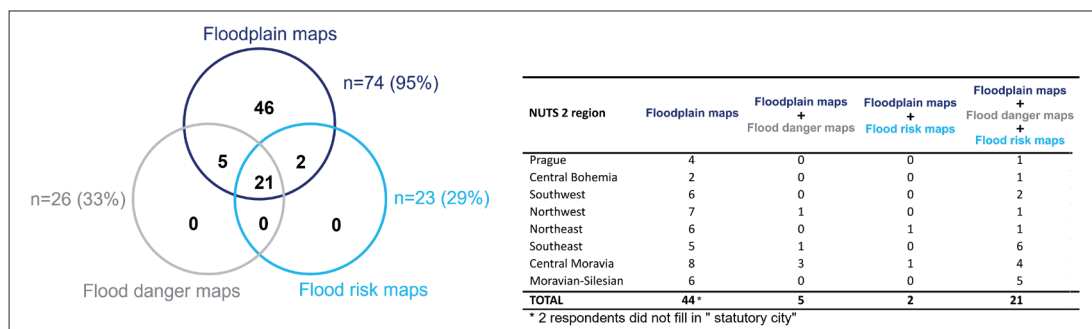 Floodplain maps
n=74 (95%)
46
5
2
21
n=26 (33%)
n=23 (29%)
0
0
0
Flood danger maps
Flood risk maps
NUTS 2 region
Floodplain maps
Floodplain maps
+
Flood danger maps
Floodplain maps
+
Flood risk maps
Floodplain maps
+
Flood danger maps
+
Flood risk maps
Prague 4 0 0 1
Central Bohemia 2 0 0 1
Southwest 6 0 0 2
Northwest 7 1 0 1
Northeast 6 0 1 1
Southeast 5 1 0 6
Central Moravia 8 3 1 4
Moravian-Silesian 6 0 0 5
TOTAL 44 * 5 2 21
* 2 respondents did not fill in " statutory city"